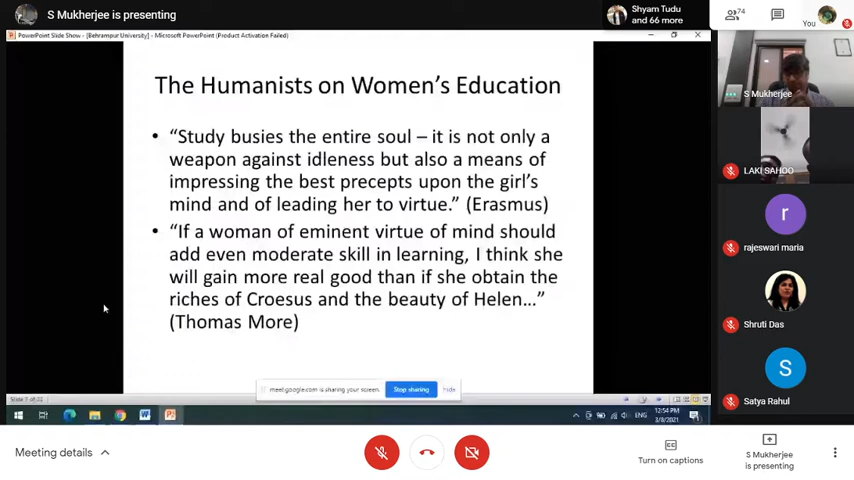 S Mukherjee is presenting
Shyam Tudu
and 66 more
74
You
PowerPoint Slide Show - [Behrampur University] - Microsoft PowerPoint (Product Activation Failed)
The Humanists on Women's Education
• “Study busies the entire soul – it is not only a
weapon against idleness but also a means of
impressing the best precepts upon the girl's
mind and of leading her to virtue.” (Erasmus)
• “If a woman of eminent virtue of mind should
add even moderate skill in learning, I think she
will gain more real good than if she obtain the
riches of Croesus and the beauty of Helen...”
(Thomas More)
meet.google.com is sharing your screen.
Stop sharing
Hide
ENG
12:54 PM
3/8/2021
S Mukherjee
LAKI SAHOO
r
rajeswari maria
Shruti Das
S
Satya Rahul
Meeting details
Turn on captions
S Mukherjee
is presenting